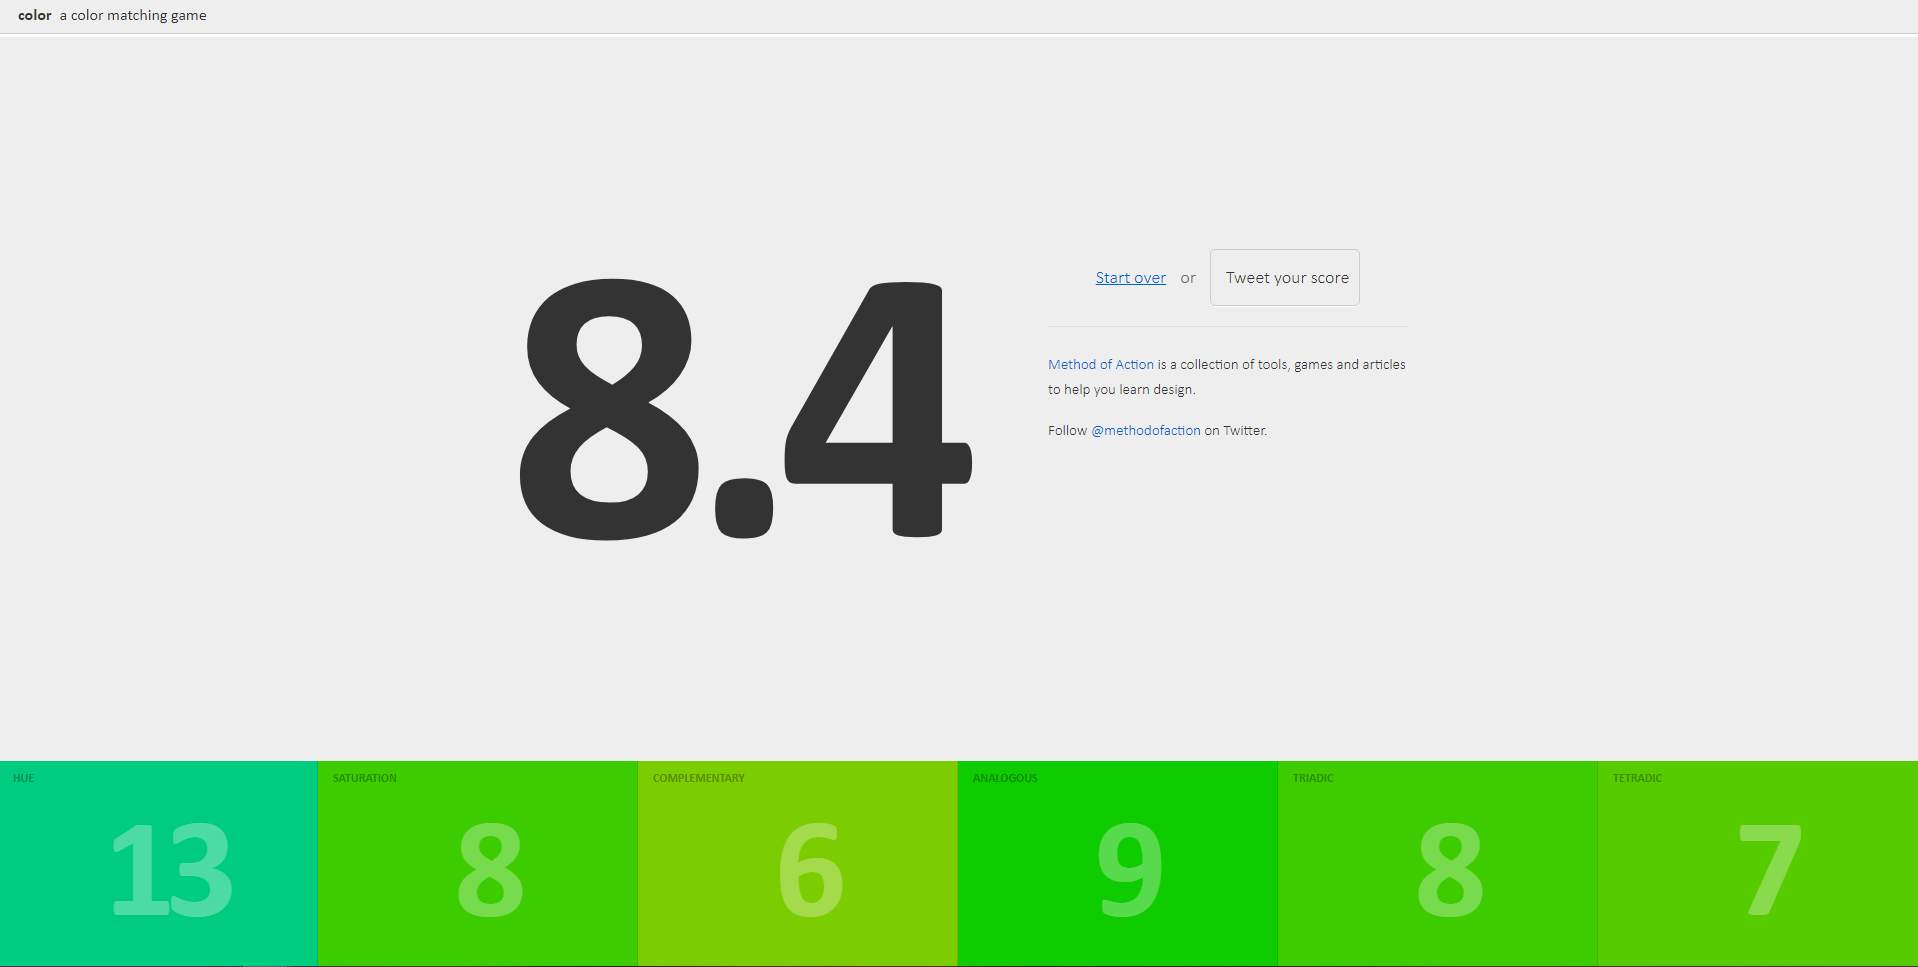 color a color matching game
8.4
Start over or Tweet your score
Method of Action is a collection of tools, games and articles
to help you learn design.
Follow @methodofaction on Twitter.
HUE
13
SATURATION
8
COMPLEMENTARY
6
ANALOGOUS
9
TRIADIC
8
TETRADIC
7